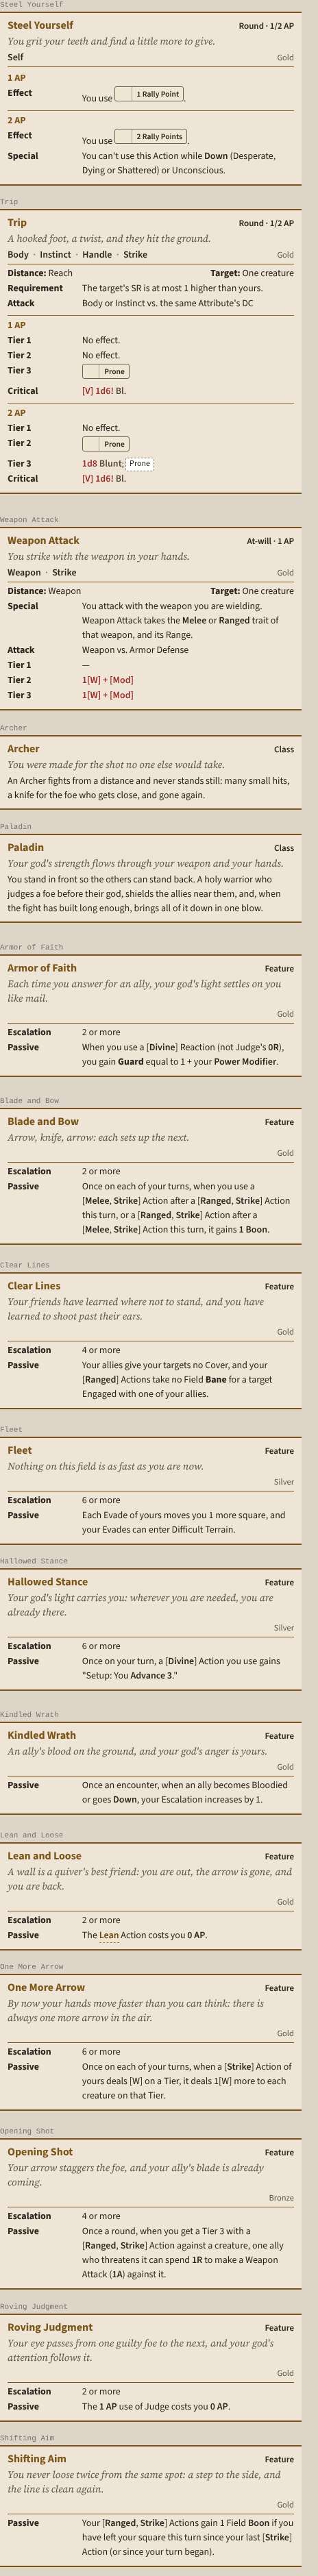 Steel Yourself
Steel Yourself Round · 1/2 AP
You grit your teeth and find a little more to give.
Self Gold
1 AP
Effect You use 1 Rally Point.
2 AP
Effect You use 2 Rally Points.
Special You can't use this Action while Down (Desperate,
Dying or Shattered) or Unconscious.
Trip
Trip Round · 1/2 AP
A hooked foot, a twist, and they hit the ground.
Body · Instinct · Handle · Strike Gold
Distance: Reach Target: One creature
Requirement The target's SR is at most 1 higher than yours.
Attack Body or Instinct vs. the same Attribute's DC
1 AP
Tier 1 No effect.
Tier 2 No effect.
Tier 3 Prone
Critical [V] 1d6! Bl.
2 AP
Tier 1 No effect.
Tier 2 Prone
Tier 3 1d8 Blunt; Prone
Critical [V] 1d6! Bl.
Weapon Attack
Weapon Attack At-will · 1 AP
You strike with the weapon in your hands.
Weapon · Strike Gold
Distance: Weapon Target: One creature
Special You attack with the weapon you are wielding.
Weapon Attack takes the Melee or Ranged trait of
that weapon, and its Range.
Attack Weapon vs. Armor Defense
Tier 1 —
Tier 2 1[W] + [Mod]
Tier 3 1[W] + [Mod]
Archer
Archer Class
You were made for the shot no one else would take.
An Archer fights from a distance and never stands still: many small hits,
a knife for the foe who gets close, and gone again.
Paladin
Paladin Class
Your god's strength flows through your weapon and your hands.
You stand in front so the others can stand back. A holy warrior who
judges a foe before their god, shields the allies near them, and, when
the fight has built long enough, brings all of it down in one blow.
Armor of Faith
Armor of Faith Feature
Each time you answer for an ally, your god's light settles on you
like mail.
Gold
Escalation 2 or more
Passive When you use a [Divine] Reaction (not Judge's 0R),
you gain Guard equal to 1 + your Power Modifier.
Blade and Bow
Blade and Bow Feature
Arrow, knife, arrow: each sets up the next.
Gold
Escalation 2 or more
Passive Once on each of your turns, when you use a
[Melee, Strike] Action after a [Ranged, Strike] Action
this turn, or a [Ranged, Strike] Action after a
[Melee, Strike] Action this turn, it gains 1 Boon.
Clear Lines
Clear Lines Feature
Your friends have learned where not to stand, and you have
learned to shoot past their ears.
Gold
Escalation 4 or more
Passive Your allies give your targets no Cover, and your
[Ranged] Actions take no Field Bane for a target
Engaged with one of your allies.
Fleet
Fleet Feature
Nothing on this field is as fast as you are now.
Silver
Escalation 6 or more
Passive Each Evade of yours moves you 1 more square, and
your Evades can enter Difficult Terrain.
Hallowed Stance
Hallowed Stance Feature
Your god's light carries you: wherever you are needed, you are
already there.
Silver
Escalation 6 or more
Passive Once on your turn, a [Divine] Action you use gains
"Setup: You Advance 3."
Kindled Wrath
Kindled Wrath Feature
An ally's blood on the ground, and your god's anger is yours.
Gold
Passive Once an encounter, when an ally becomes Bloodied
or goes Down, your Escalation increases by 1.
Lean and Loose
Lean and Loose Feature
A wall is a quiver's best friend: you are out, the arrow is gone, and
you are back.
Gold
Escalation 2 or more
Passive The Lean Action costs you 0 AP.
One More Arrow
One More Arrow Feature
By now your hands move faster than you can think: there is
always one more arrow in the air.
Gold
Escalation 6 or more
Passive Once on each of your turns, when a [Strike] Action of
yours deals [W] on a Tier, it deals 1[W] more to each
creature on that Tier.
Opening Shot
Opening Shot Feature
Your arrow staggers the foe, and your ally's blade is already
coming.
Bronze
Escalation 4 or more
Passive Once a round, when you get a Tier 3 with a
[Ranged, Strike] Action against a creature, one ally
who threatens it can spend 1R to make a Weapon
Attack (1A) against it.
Roving Judgment
Roving Judgment Feature
Your eye passes from one guilty foe to the next, and your god's
attention follows it.
Gold
Escalation 2 or more
Passive The 1 AP use of Judge costs you 0 AP.
Shifting Aim
Shifting Aim Feature
You never loose twice from the same spot: a step to the side, and
the line is clean again.
Gold
Passive Your [Ranged, Strike] Actions gain 1 Field Boon if you
have left your square this turn since your last [Strike]
Action (or since your turn began).